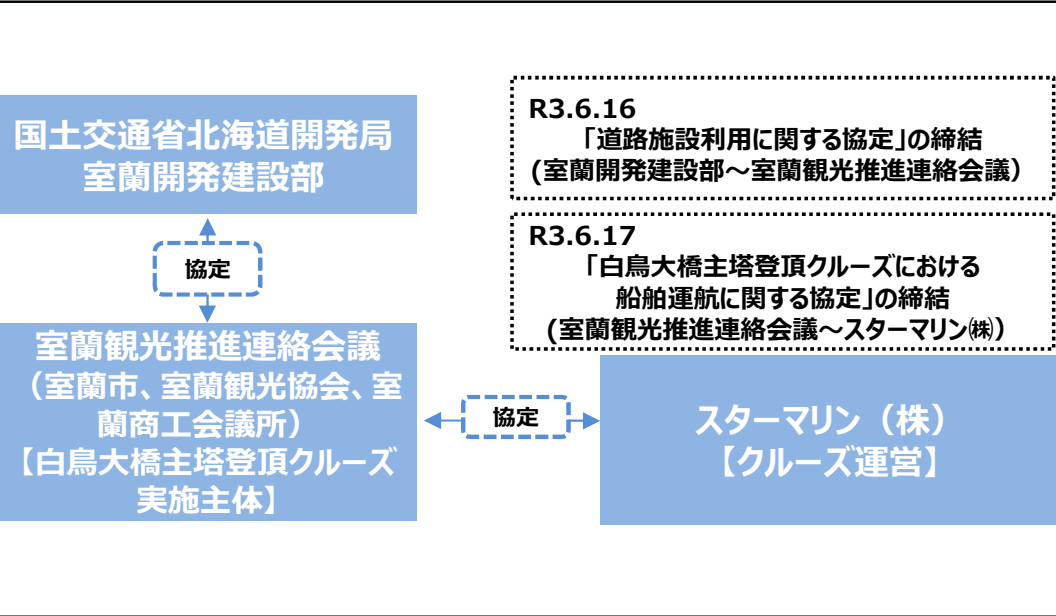 国土交通省北海道開発局
室蘭開発建設部
R3.6.16
「道路施設利用に関する協定」の締結
(室蘭開発建設部～室蘭観光推進連絡会議）
R3.6.17
「白鳥大橋主塔登頂クルーズにおける
船舶運航に関する協定」の締結
(室蘭観光推進連絡会議～スターマリン㈱）
協定
室蘭観光推進連絡会議
（室蘭市、室蘭観光協会、室
蘭商工会議所）
【白鳥大橋主塔登頂クルーズ
実施主体】
協定
スターマリン（株）
【クルーズ運営】